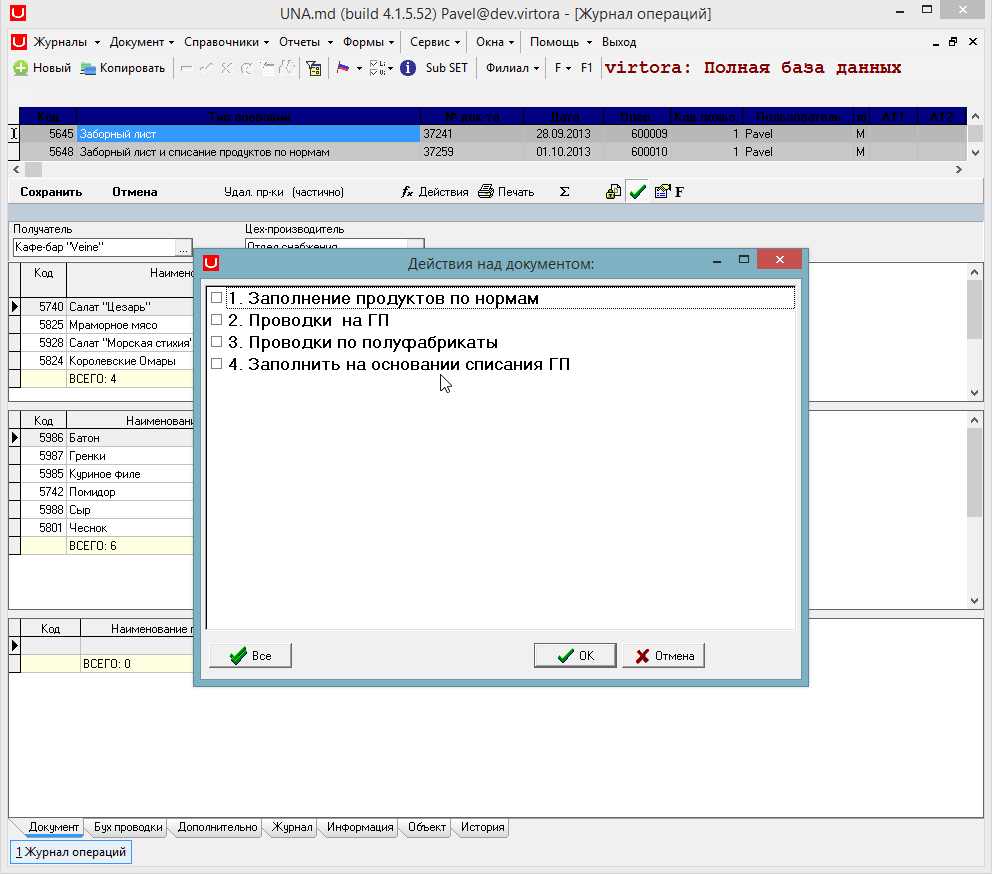 UNA.md (build 4.1.5.52) Pavel@dev.virtora - [Журнал операций]
Журналы Документ Справочники Отчеты Формы Сервис Окна Помощь Выход
Новый Копировать Sub SET Филиал F F1 virtora: Полная база данных
Код Тип операции № док-та Дата Опер. Код польз. Пользователь m AT1 AT2
5645 Заборный лист 37241 28.09.2013 600009 1 Pavel М
5648 Заборный лист и списание продуктов по нормам 37259 01.10.2013 600010 1 Pavel М
Сохранить Отмена Удал. пр-ки (частично) fx Действия Печать Σ F
Получатель Цех-производитель
Кафе-бар "Veine" ... Отдел снабжения
Действия над документом:
Код Наимено
5740 Салат "Цезарь"
5825 Мраморное мясо
5928 Салат "Морская стихия"
5824 Королевские Омары
ВСЕГО: 4
1. Заполнение продуктов по нормам
2. Проводки на ГП
3. Проводки по полуфабрикаты
4. Заполнить на основании списания ГП
Код Наименовани
5986 Батон
5987 Гренки
5985 Куриное филе
5742 Помидор
5988 Сыр
5801 Чеснок
ВСЕГО: 6
Код Наименование п
ВСЕГО: 0
Все OK Отмена
Документ Бух проводки Дополнительно Журнал Информация Объект История
1 Журнал операций